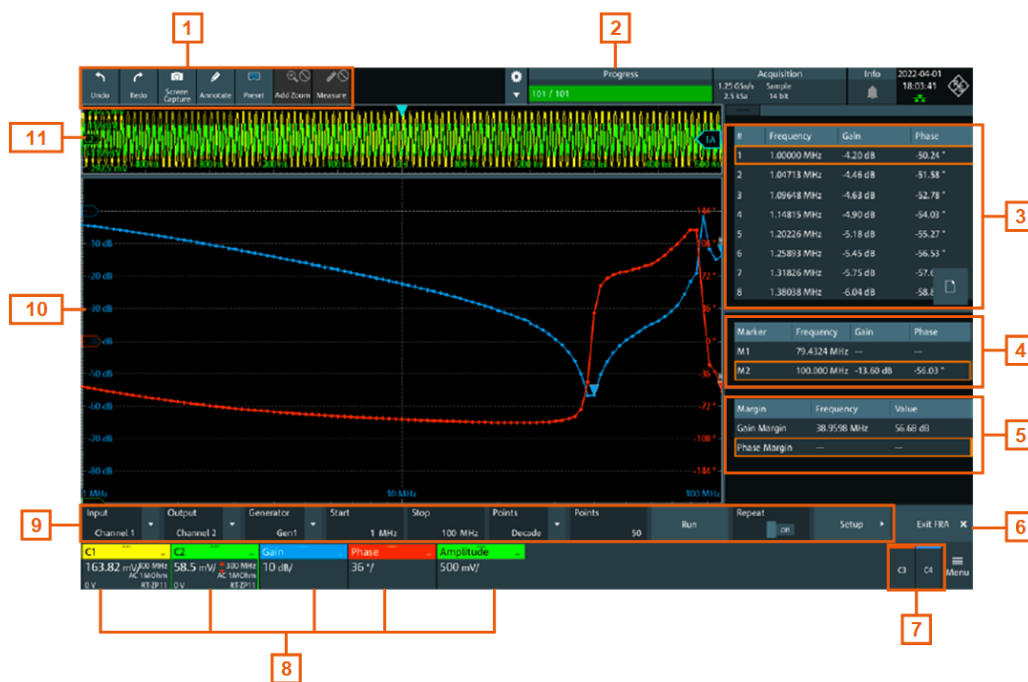 1
2
Undo
Redo
Screen Capture
Annotate
Preset
Add Zoom
Measure
Progress
101 / 101
Acquisition
1.25 GSa/s Sample
2.5 kSa 14 bit
Info
2022-04-01
18:03:41
11
TA
3
# Frequency Gain Phase
1 1.00000 MHz -4.20 dB -50.24 °
2 1.04713 MHz -4.46 dB -51.58 °
3 1.09648 MHz -4.63 dB -52.78 °
4 1.14815 MHz -4.90 dB -54.03 °
5 1.20226 MHz -5.18 dB -55.27 °
6 1.25893 MHz -5.45 dB -56.53 °
7 1.31826 MHz -5.75 dB
8 1.38038 MHz -6.04 dB
10
-10 dB
-20 dB
-30 dB
-50 dB
-60 dB
-70 dB
-80 dB
144 °
108 °
72 °
36 °
0 °
-36 °
-72 °
-108 °
-144 °
1 MHz 10 MHz 100 MHz
4
Marker Frequency Gain Phase
M1 79.4324 MHz --- ---
M2 100.000 MHz -13.60 dB -56.03 °
5
Margin Frequency Value
Gain Margin 38.9598 MHz 56.68 dB
Phase Margin --- ---
9
Input
Channel 1
Output
Channel 2
Generator
Gen1
Start
1 MHz
Stop
100 MHz
Points
Decade
Points
50
Run
Repeat
Off
Setup
Exit FRA ×
6
C1
163.82 mV/ 300 MHz
AC 1MOhm
0 V RT-ZP11
C2
58.5 mV/ 300 MHz
AC 1MOhm
0 V RT-ZP11
Gain
10 dB/
Phase
36 °/
Amplitude
500 mV/
C3
C4
Menu
7
8